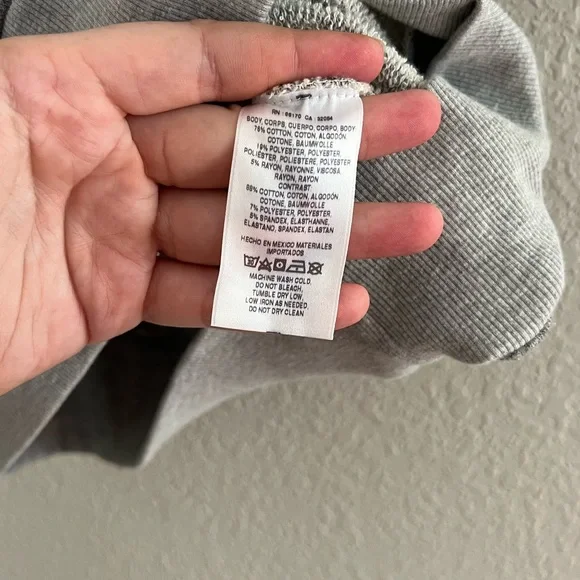 RN : 66170 CA : 52094
BODY, CORPS, CUERPO, CORPO, BODY
76% COTTON, COTON, ALGODÓN
COTONE, BAUMWOLLE
19% POLYESTER, POLYESTER,
POLIÉSTER, POLIESTERE, POLYESTER
5% RAYON, RAYONNE, VISCOSA,
RAYON, RAYON
CONTRAST
88% COTTON, COTON, ALGODÓN
COTONE, BAUMWOLLE
7% POLYESTER, POLYESTER,
5% SPANDEX, ÉLASTHANNE,
ELASTANO, SPANDEX, ELASTAN
HECHO EN MEXICO MATERIALES
IMPORTADOS
MACHINE WASH COLD,
DO NOT BLEACH,
TUMBLE DRY LOW,
LOW IRON AS NEEDED,
DO NOT DRY CLEAN